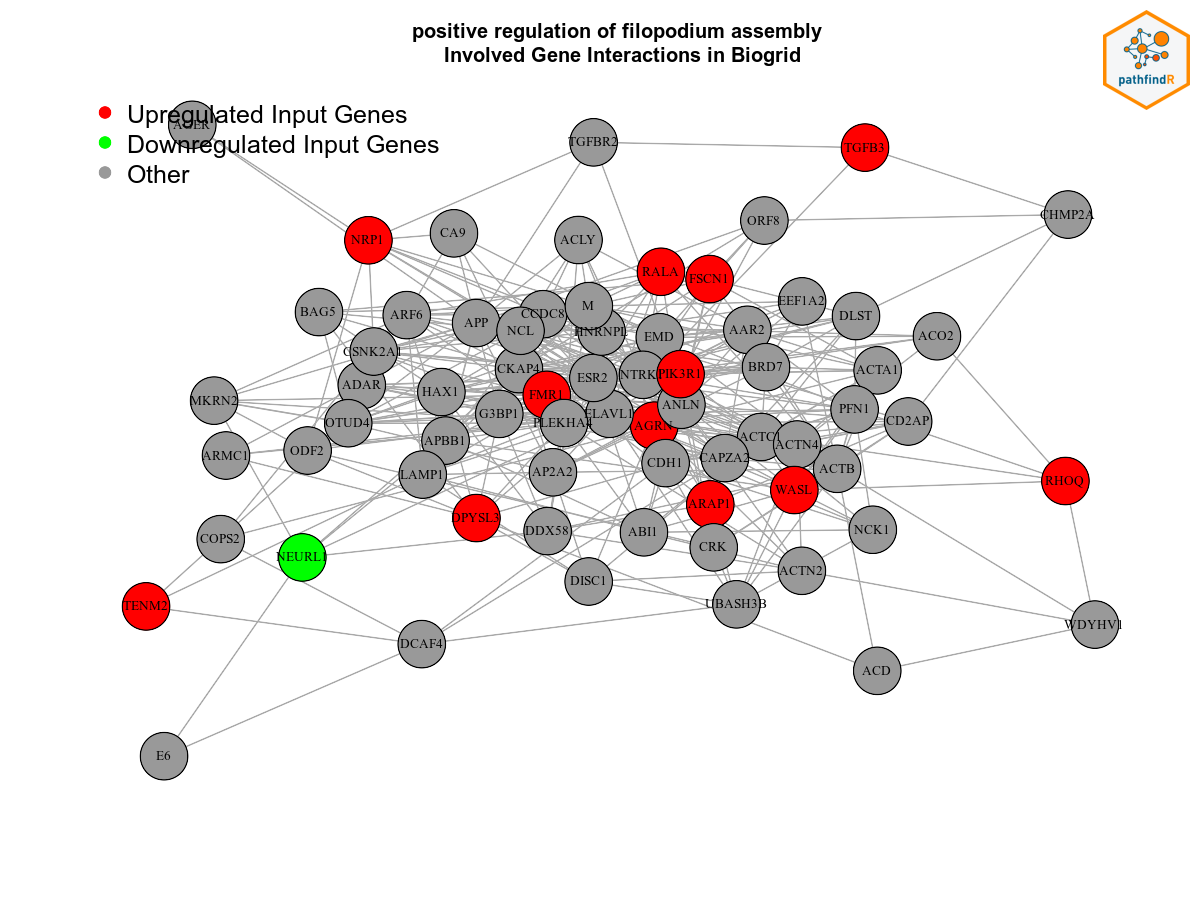 positive regulation of filopodium assembly
Involved Gene Interactions in Biogrid
pathfindR
Upregulated Input Genes
Downregulated Input Genes
Other
TGFBR2
TGFB3
CHMP2A
ORF8
NRP1
CA9
ACLY
RALA
FSCN1
EEF1A2
DLST
BAG5
ARF6
APP
CCDC8
M
NCL
HNRNPL
EMD
AAR2
ACO2
CSNK2A1
ADAR
HAX1
CKAP4
ESR2
PIK3R1
BRD7
ACTA1
MKRN2
OTUD4
G3BP1
FMR1
PLEKHA4
ELAVL1
AGRN
ANLN
PFN1
CD2AP
ARMC1
ODF2
APBB1
LAMP1
AP2A2
CDH1
CAPZA2
ACTC1
ACTN4
ACTB
RHOQ
WASL
ARAP1
DPYSL3
DDX58
ABI1
CRK
NCK1
COPS2
NEURL1
ACTN2
DISC1
UBASH3B
TENM2
DCAF4
WDYHV1
ACD
E6